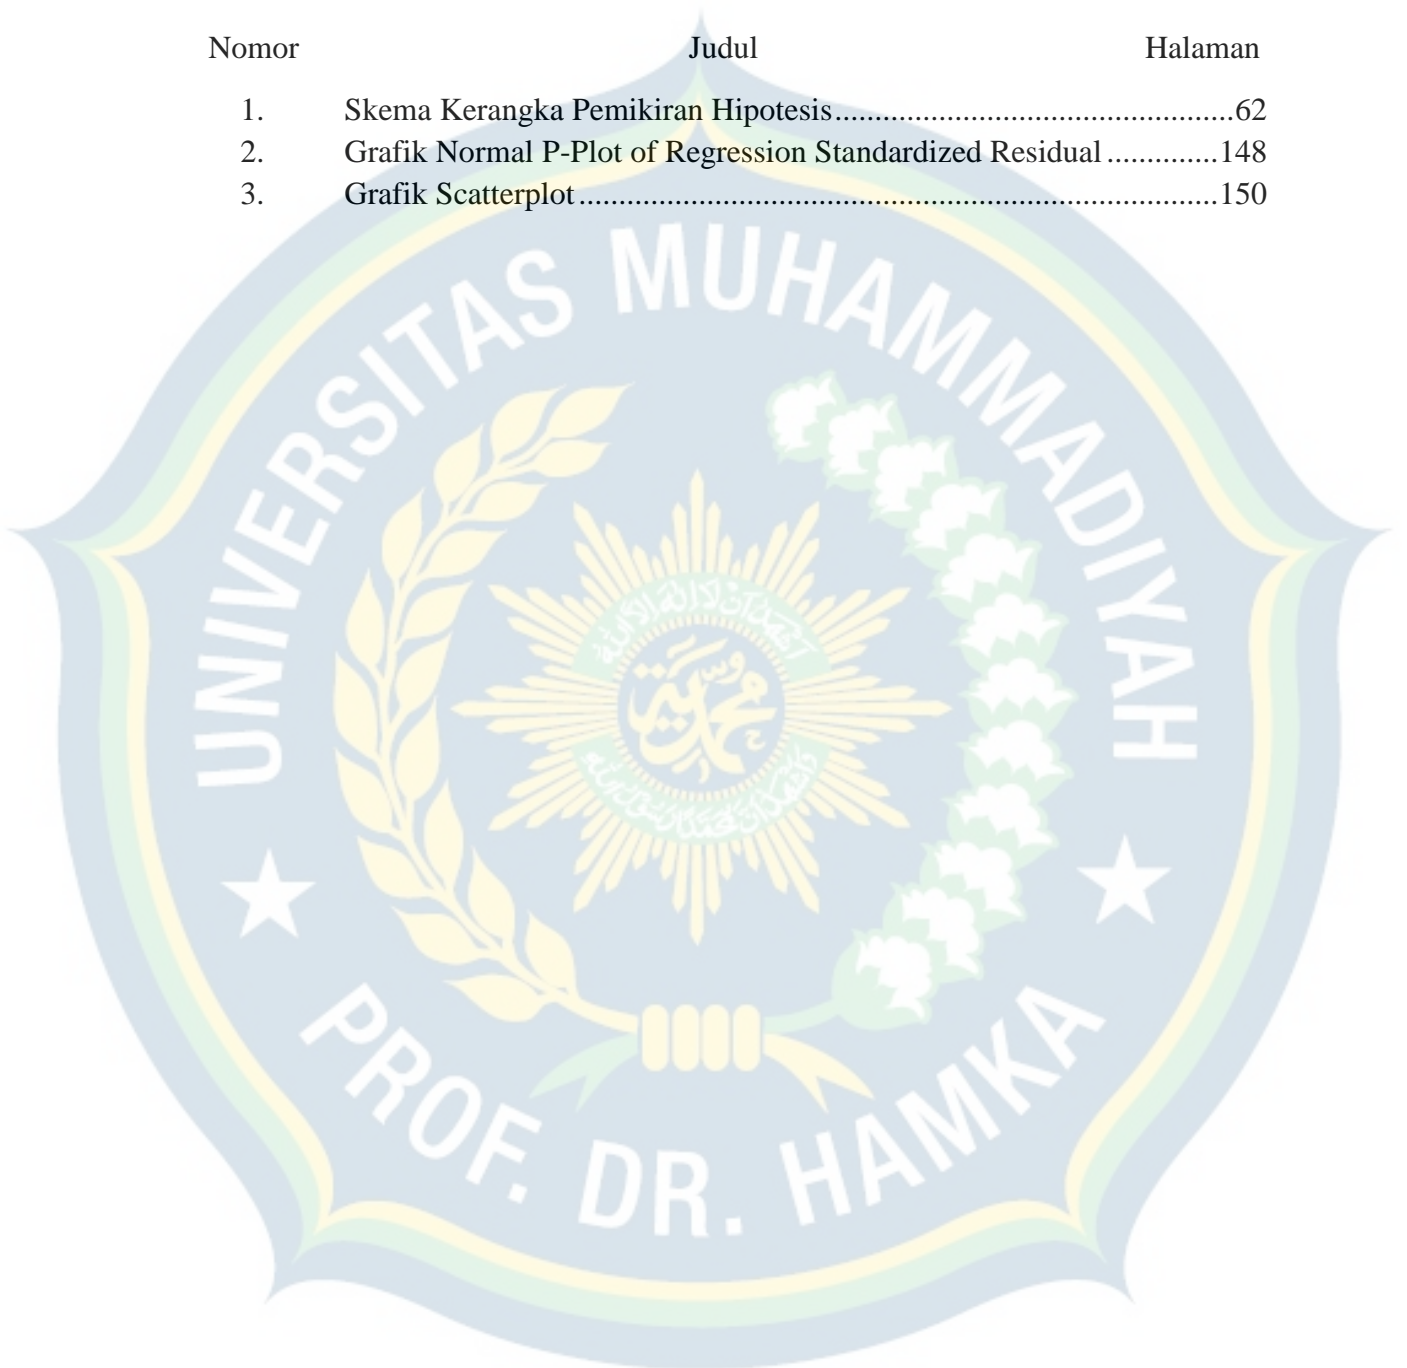 Nomor Judul Halaman
1. Skema Kerangka Pemikiran Hipotesis..................................................62
2. Grafik Normal P-Plot of Regression Standardized Residual..............148
3. Grafik Scatterplot................................................................................150
UNIVERSITAS MUHAMMADIYAH
محمدية
PROF. DR. HAMKA